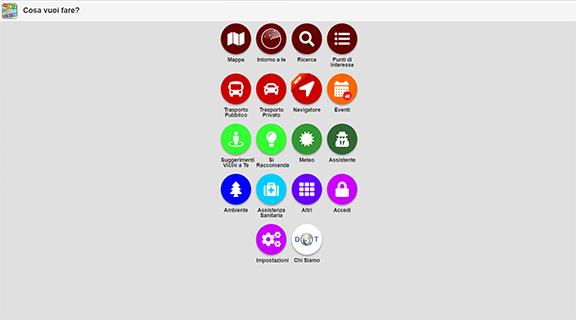 Cosa vuoi fare?
Mappa
Intorno a te
Ricerca
Punti di
Interesse
Trasporto
Pubblico
Trasporto
Privato
NEW
Navigatore
40
Eventi
Suggerimenti
Vicini a Te
Si
Raccomanda
Meteo
Assistente
Ambiente
Assistenza
Sanitaria
Altri
Accedi
Impostazioni
D T
Chi Siamo